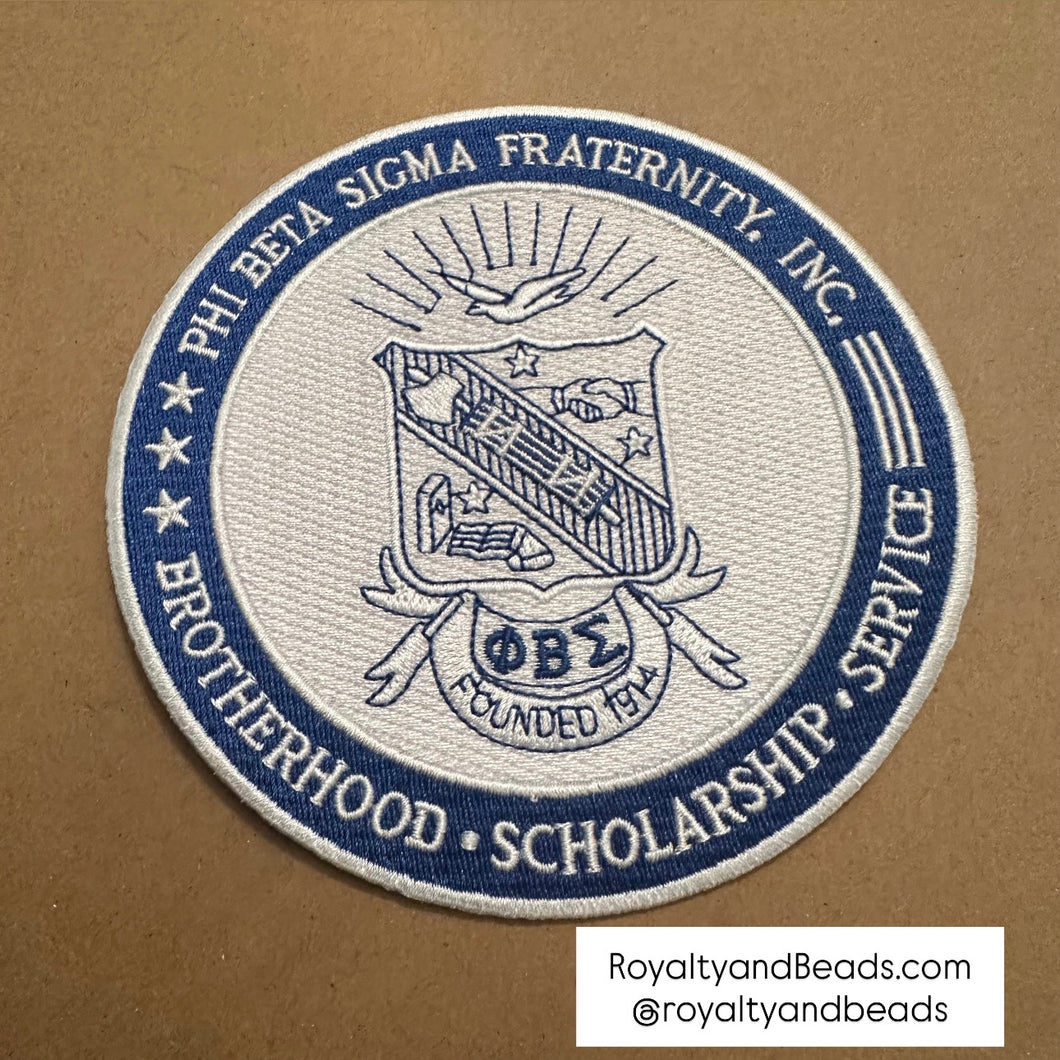 PHI BETA SIGMA FRATERNITY, INC.
BROTHERHOOD • SCHOLARSHIP • SERVICE
ΦΒΣ
FOUNDED 1914
RoyaltyandBeads.com
@royaltyandbeads